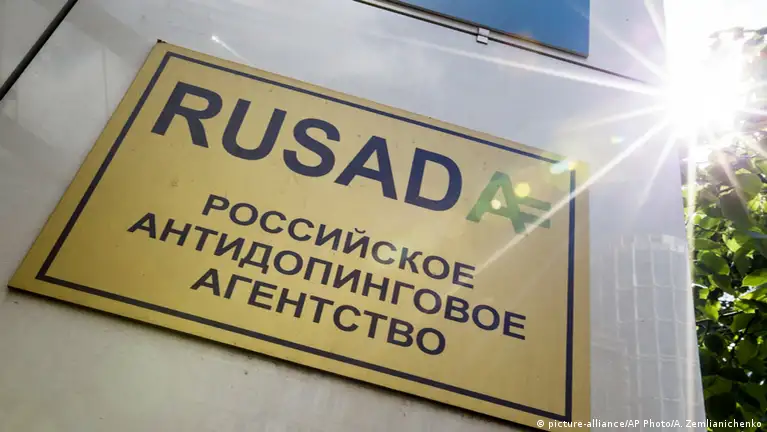 RUSADA
РОССИЙСКОЕ
АНТИДОПИНГОВОЕ
АГЕНТСТВО
© picture-alliance/AP Photo/A. Zemlianichenko